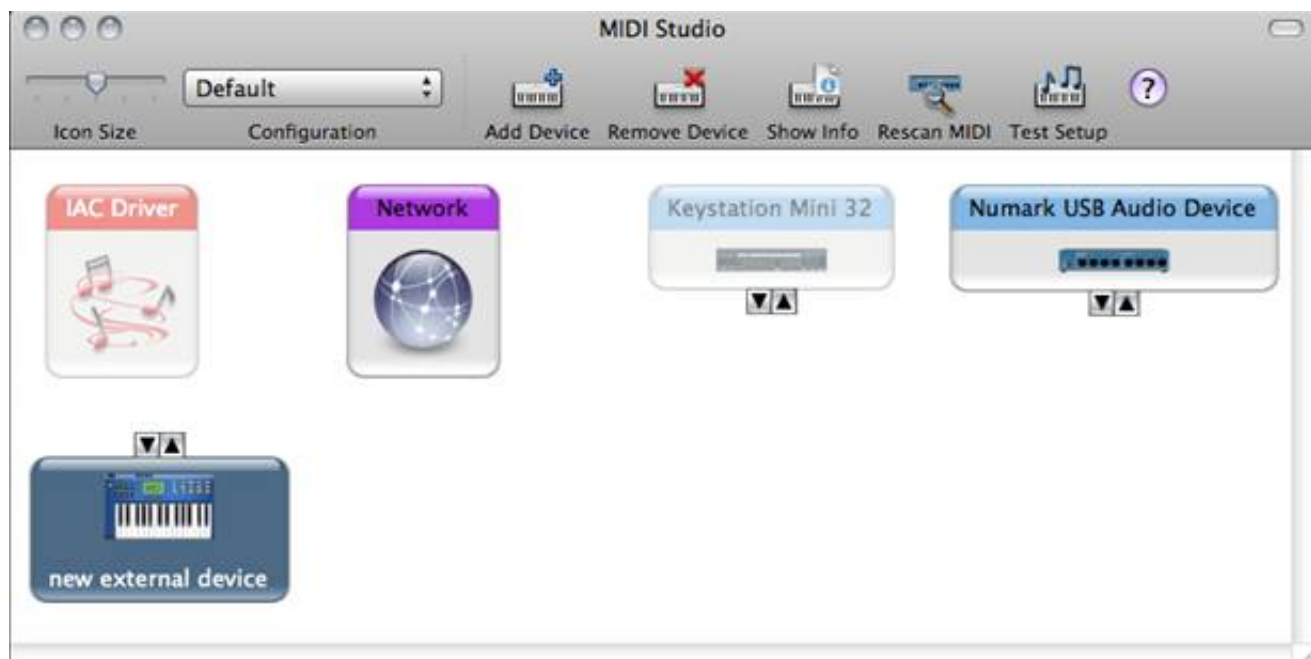 MIDI Studio
Default
?
Icon Size
Configuration
Add Device
Remove Device
Show Info
Rescan MIDI
Test Setup
IAC Driver
Network
Keystation Mini 32
Numark USB Audio Device
new external device